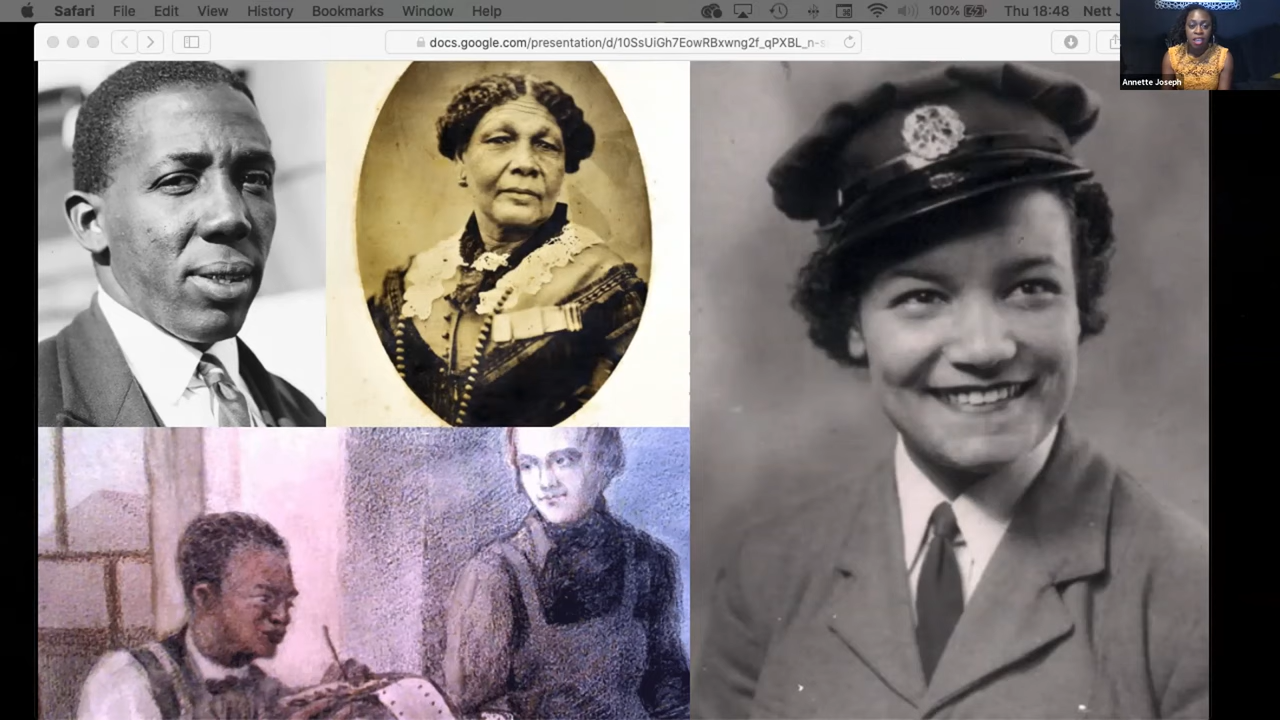 Safari File Edit View History Bookmarks Window Help 100% Thu 18:48 Nett J
docs.google.com/presentation/d/10SsUiGh7EowRBxwng2f_qPXBL_n-s
Annette Joseph